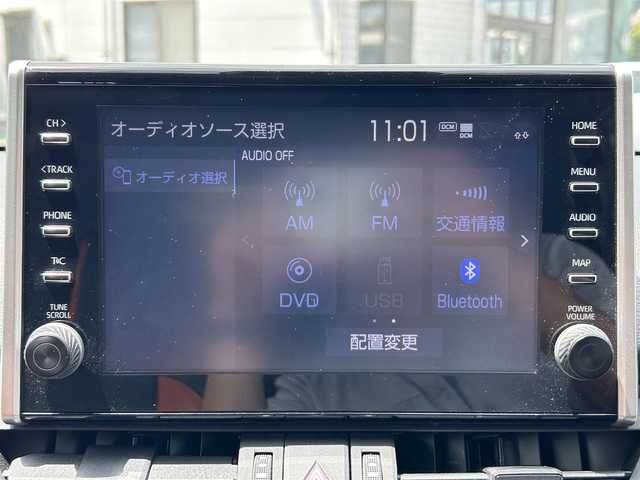 CH >
<TRACK
PHONE
T&C
TUNE
SCROLL
オーディオソース選択
11:01
DCM
DCM
AUDIO OFF
オーディオ選択
AM
FM
交通情報
DVD
USB
Bluetooth
配置変更
HOME
MENU
AUDIO
MAP
POWER
VOLUME